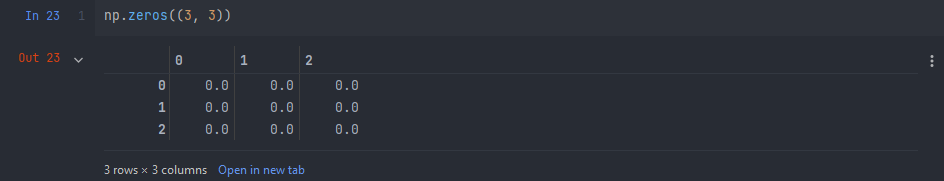 In 23 1 np.zeros((3, 3))
Out 23
0 1 2
0 0.0 0.0 0.0
1 0.0 0.0 0.0
2 0.0 0.0 0.0
3 rows × 3 columns Open in new tab